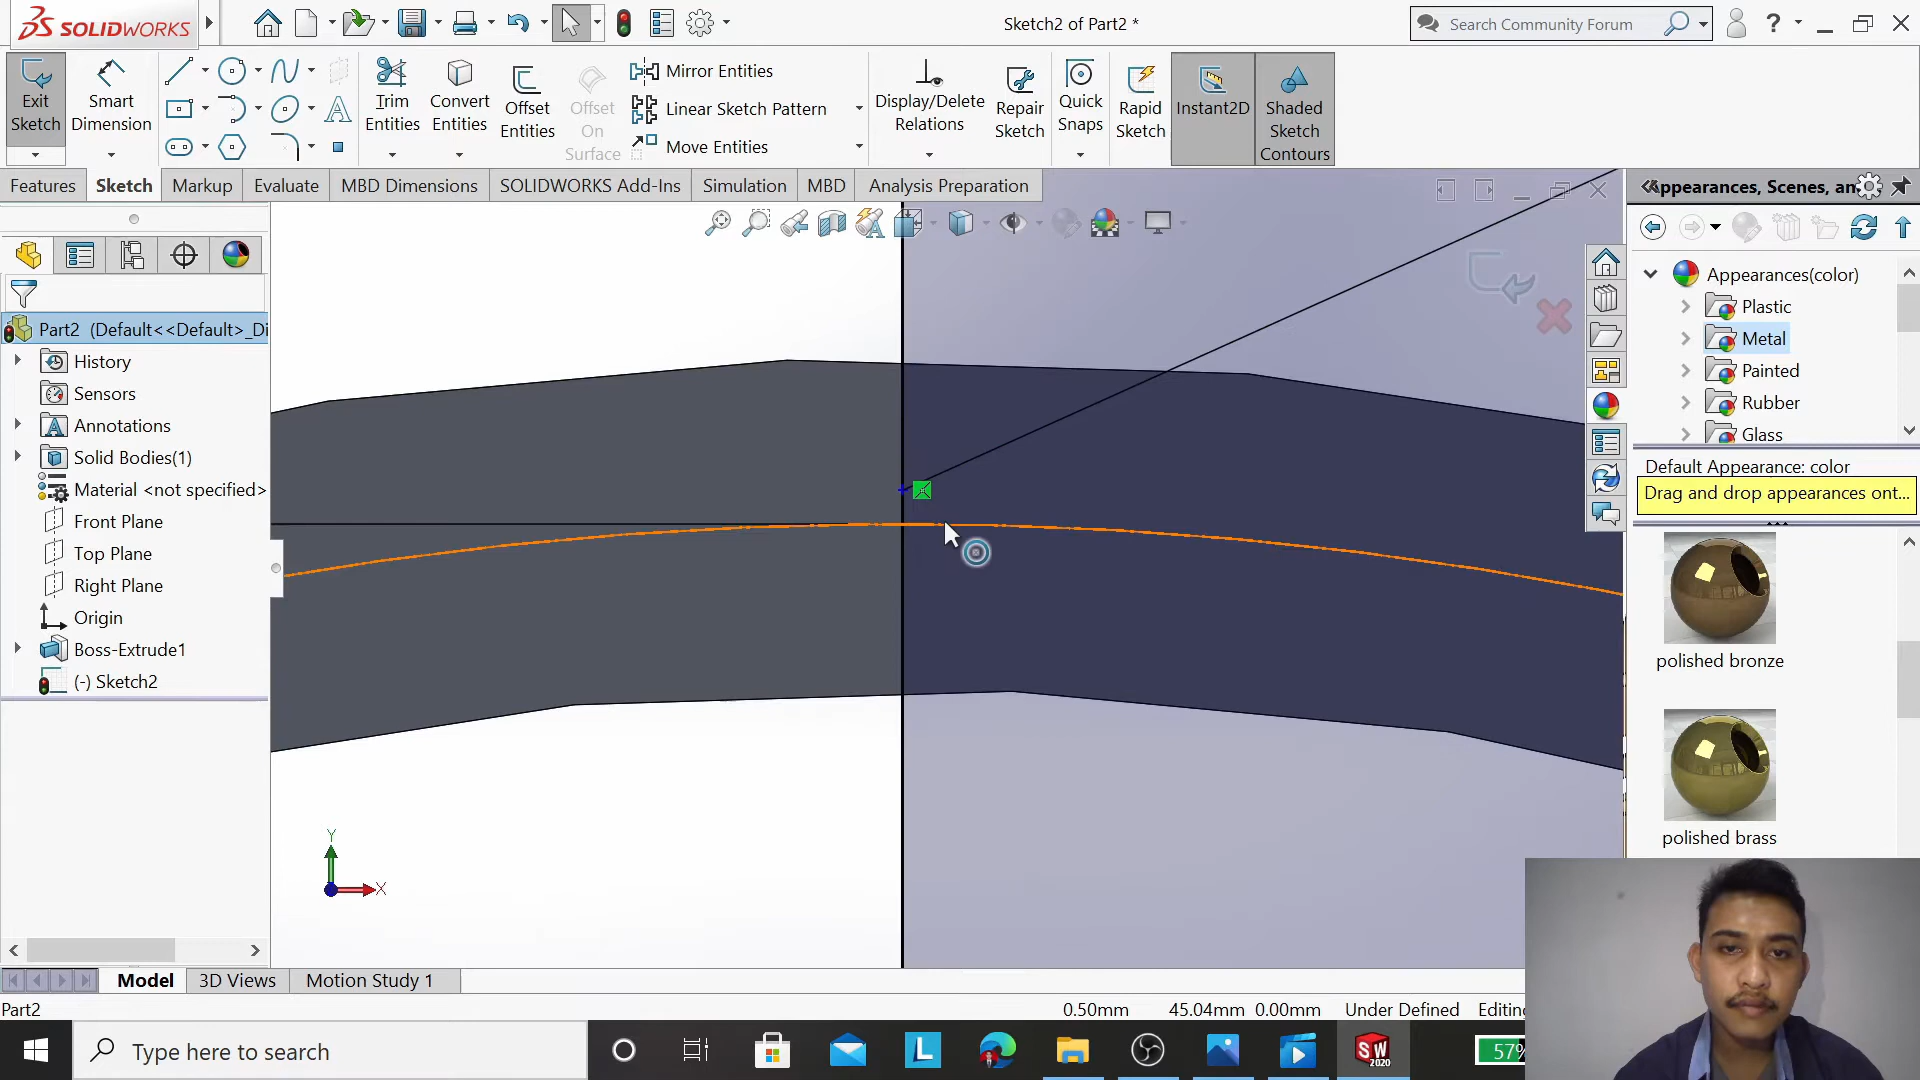 SOLIDWORKS
Sketch2 of Part2 *
Search Community Forum
?
Exit Sketch
Smart Dimension
Trim Entities
Convert Entities
Offset Entities
Offset On Surface
Mirror Entities
Linear Sketch Pattern
Move Entities
Display/Delete Relations
Repair Sketch
Quick Snaps
Rapid Sketch
Instant2D
Shaded Sketch Contours
Features
Sketch
Markup
Evaluate
MBD Dimensions
SOLIDWORKS Add-Ins
Simulation
MBD
Analysis Preparation
Appearances, Scenes, an
Part2 (Default<<Default>_Di
History
Sensors
Annotations
Solid Bodies(1)
Material <not specified>
Front Plane
Top Plane
Right Plane
Origin
Boss-Extrude1
(-) Sketch2
Appearances(color)
Plastic
Metal
Painted
Rubber
Glass
Default Appearance: color
Drag and drop appearances ont...
polished bronze
polished brass
Y
X
Model
3D Views
Motion Study 1
Part2
0.50mm
45.04mm
0.00mm
Under Defined
Type here to search
L
SW
2020
57%